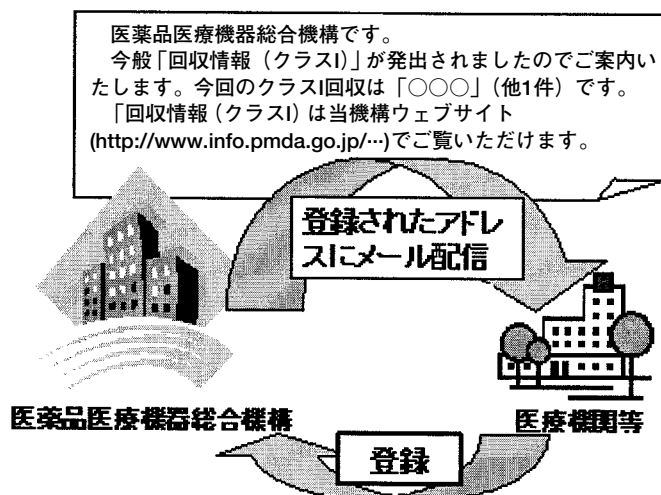 医薬品医療機器総合機構です。
今般「回収情報（クラスI）」が発出されましたのでご案内い
たします。今回のクラスI回収は「○○○」（他1件）です。
「回収情報（クラスI）は当機構ウェブサイト
(http://www.info.pmda.go.jp/…)でご覧いただけます。
登録されたアドレ
スにメール配信
医薬品医療機器総合機構
医療機関等
登録